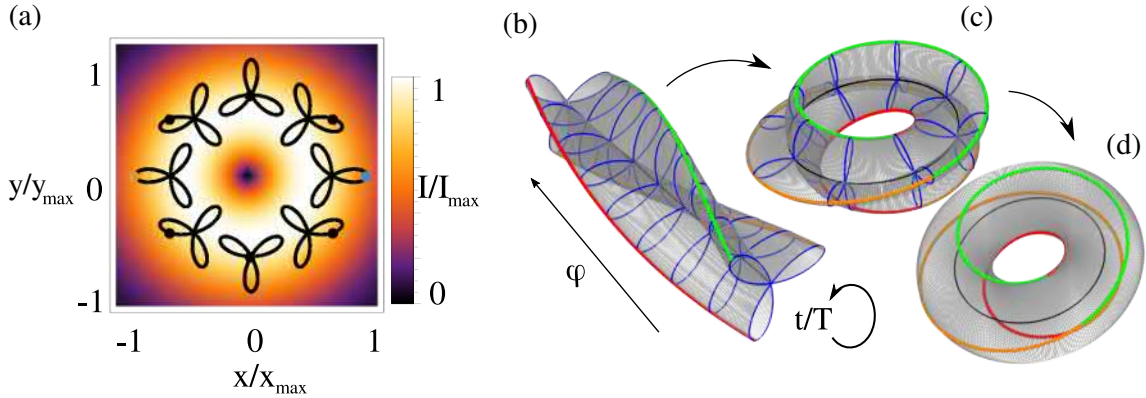 (a)
1
0
-1
y/y_max
-1
0
1
x/x_max
1
I/I_max
0
(b)
φ
t/T
(c)
(d)